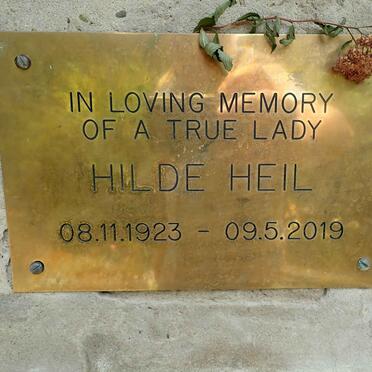 IN LOVING MEMORY
OF A TRUE LADY
HILDE HEIL
08.11.1923 - 09.5.2019